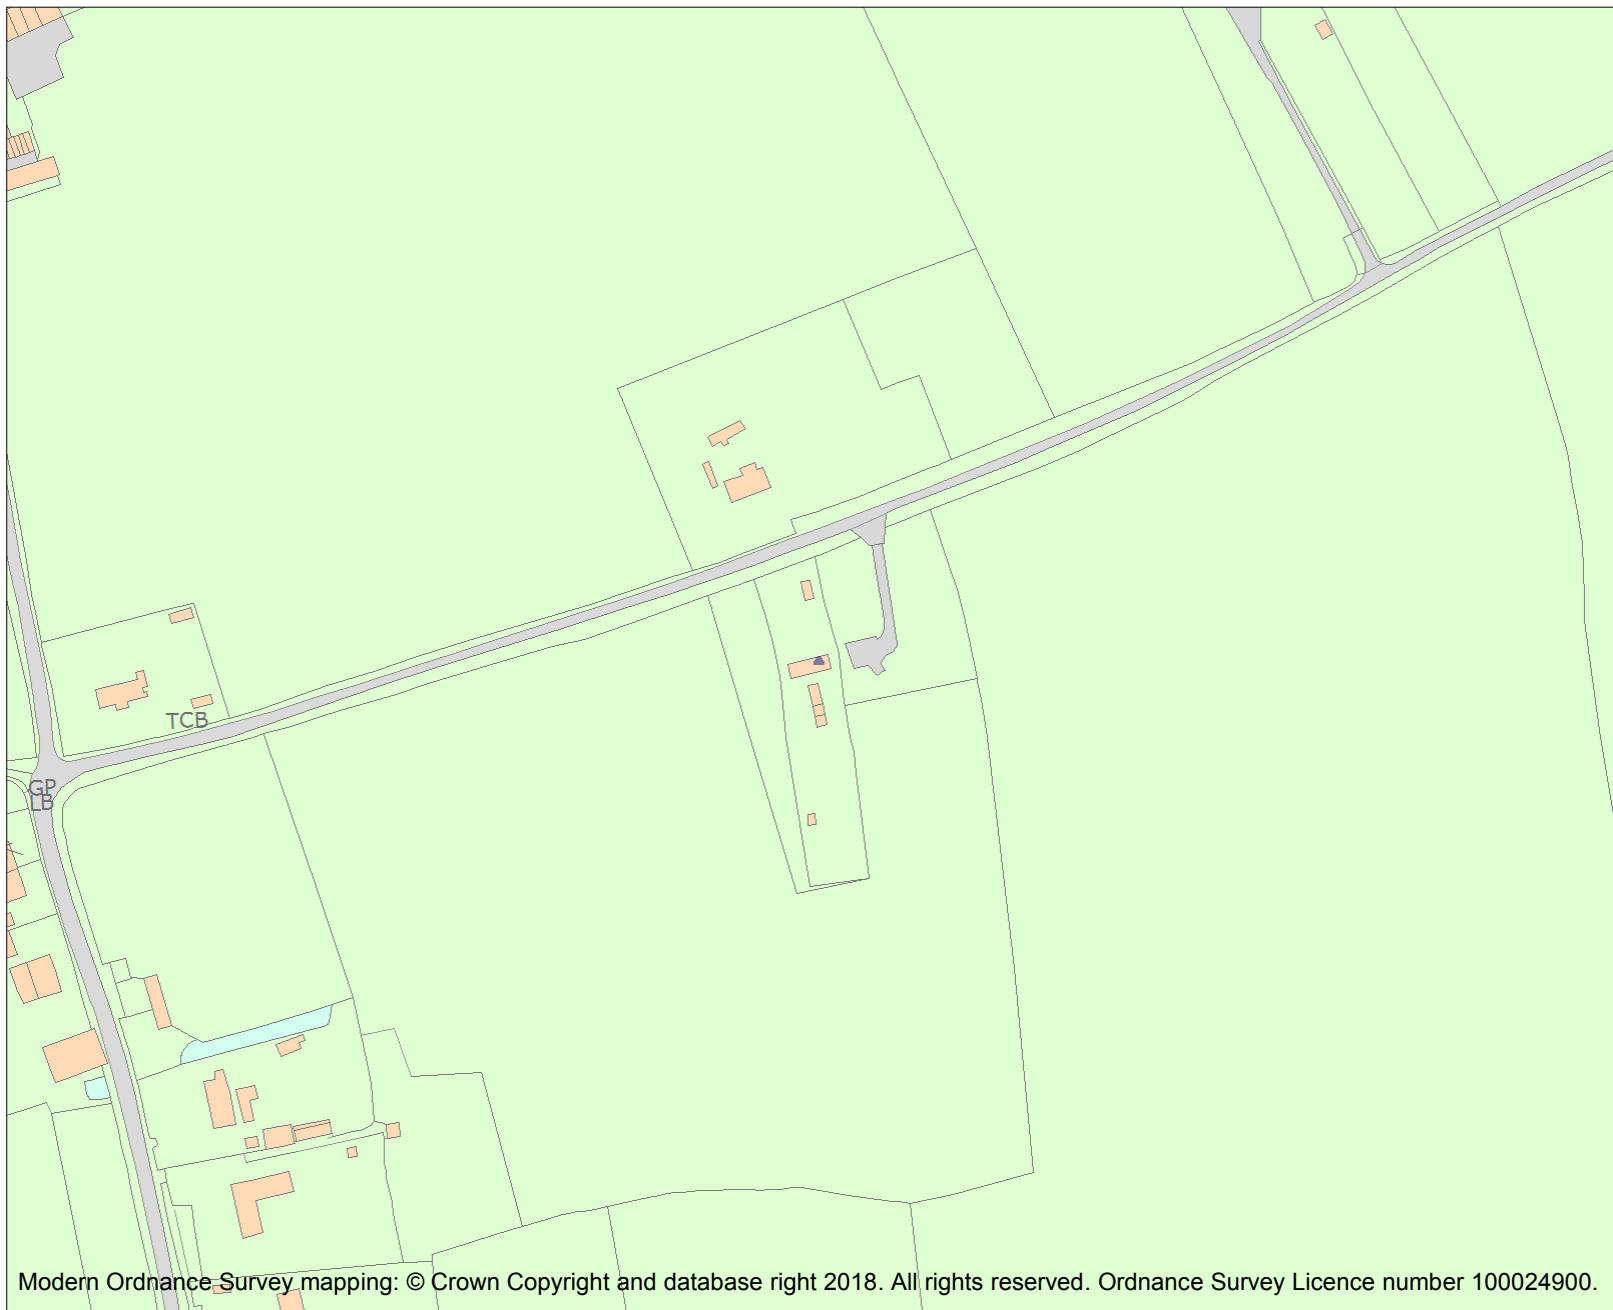 TCB
GP
LB
Modern Ordnance Survey mapping: © Crown Copyright and database right 2018. All rights reserved. Ordnance Survey Licence number 100024900.